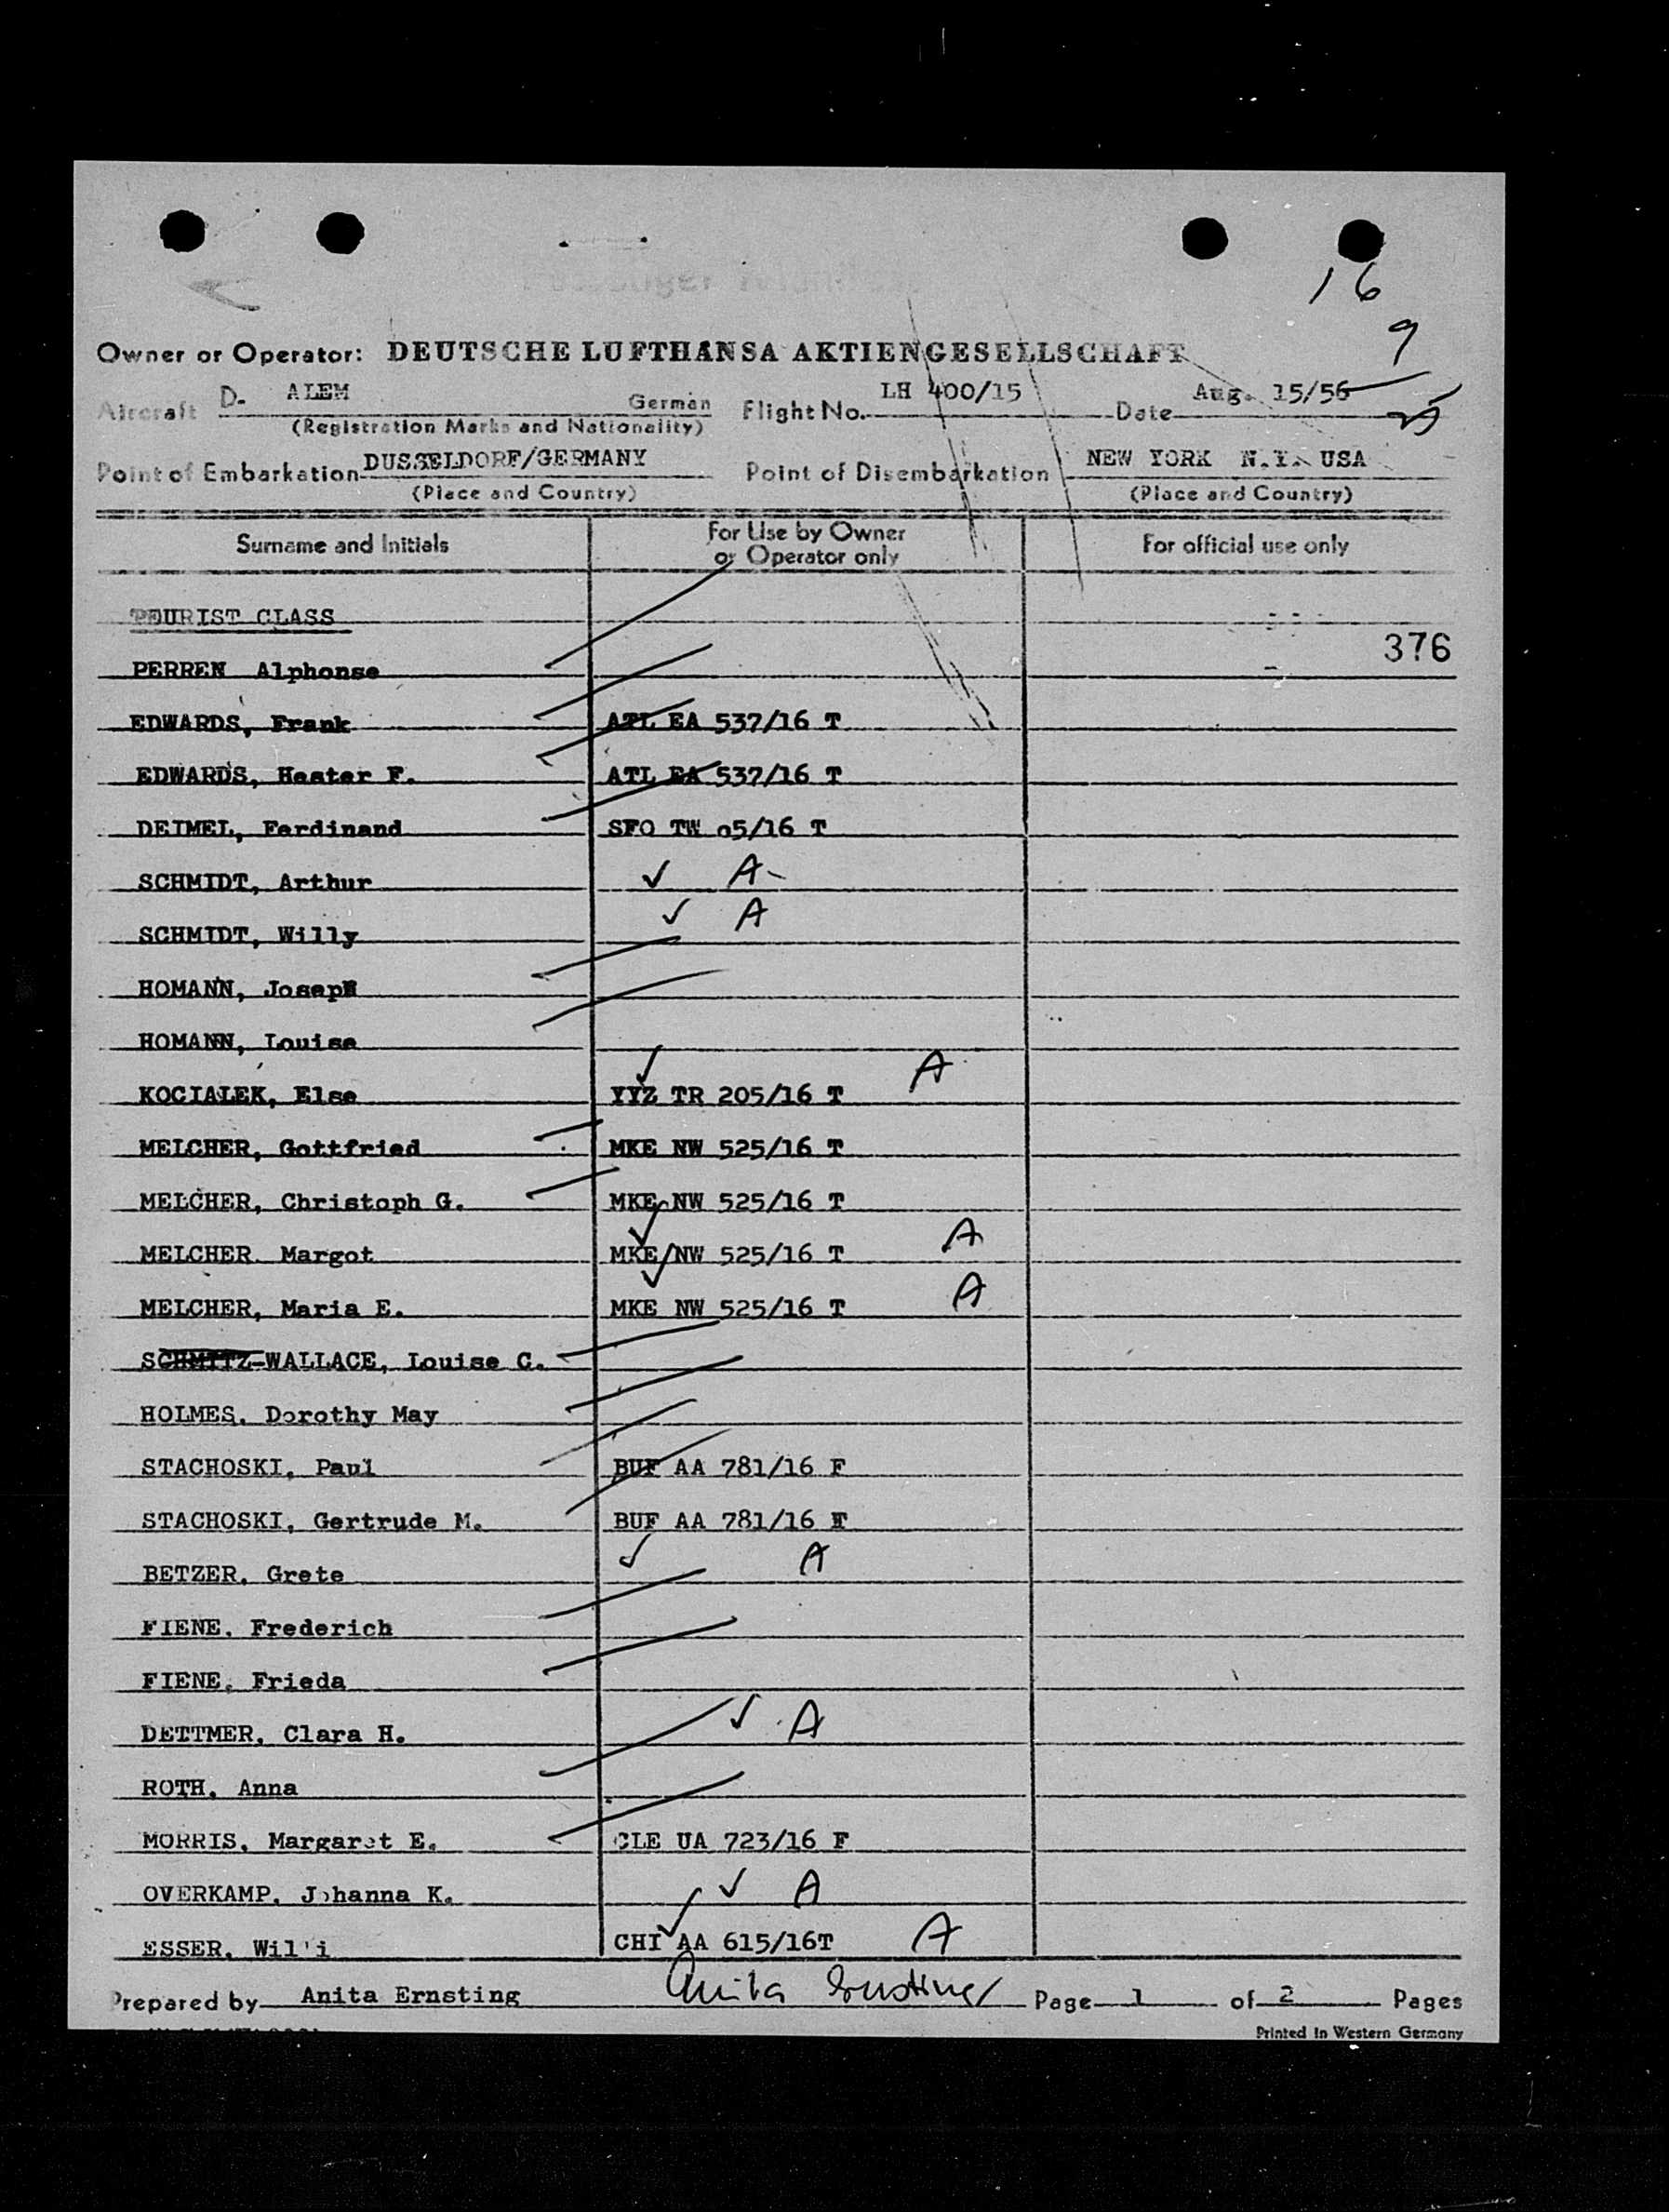 16
9
25
Owner or Operator: DEUTSCHE LUFTHANSA AKTIENGESELLSCHAFT
Aircraft D- ALEM German Flight No. LH 400/15 Date Aug. 15/56
(Registration Marks and Nationality)
Point of Embarkation DUSSELDORF/GERMANY Point of Disembarkation NEW YORK N.Y. USA
(Place and Country) (Place and Country)
Surname and Initials For Use by Owner or Operator only For official use only
TOURIST CLASS
376
PERREN Alphonse
EDWARDS, Frank ATL EA 537/16 T
EDWARDS, Heater F. ATL EA 537/16 T
DEIMEL, Ferdinand SFO TW o5/16 T
SCHMIDT, Arthur ✓ A
SCHMIDT, Willy ✓ A
HOMANN, Joseph
HOMANN, Louise
KOCIALEK, Else ✓ YYZ TR 205/16 T A
MELCHER, Gottfried MKE NW 525/16 T
MELCHER, Christoph G. MKE NW 525/16 T
MELCHER. Margot ✓ MKE NW 525/16 T A
MELCHER, Maria E. ✓ MKE NW 525/16 T A
SCHMITZ-WALLACE, Louise C.
HOLMES. Dorothy May
STACHOSKI, Paul BUF AA 781/16 F
STACHOSKI, Gertrude M. BUF AA 781/16 F
BETZER. Grete ✓ A
FIENE. Frederich
FIENE. Frieda
DETTMER, Clara H. ✓ A
ROTH. Anna
MORRIS. Margaret E. CLE UA 723/16 F
OVERKAMP. Johanna K. ✓ A
ESSER. Willi ✓ CHI AA 615/16T A
Prepared by Anita Ernsting Anita Ernsting Page 1 of 2 Pages
Printed in Western Germany